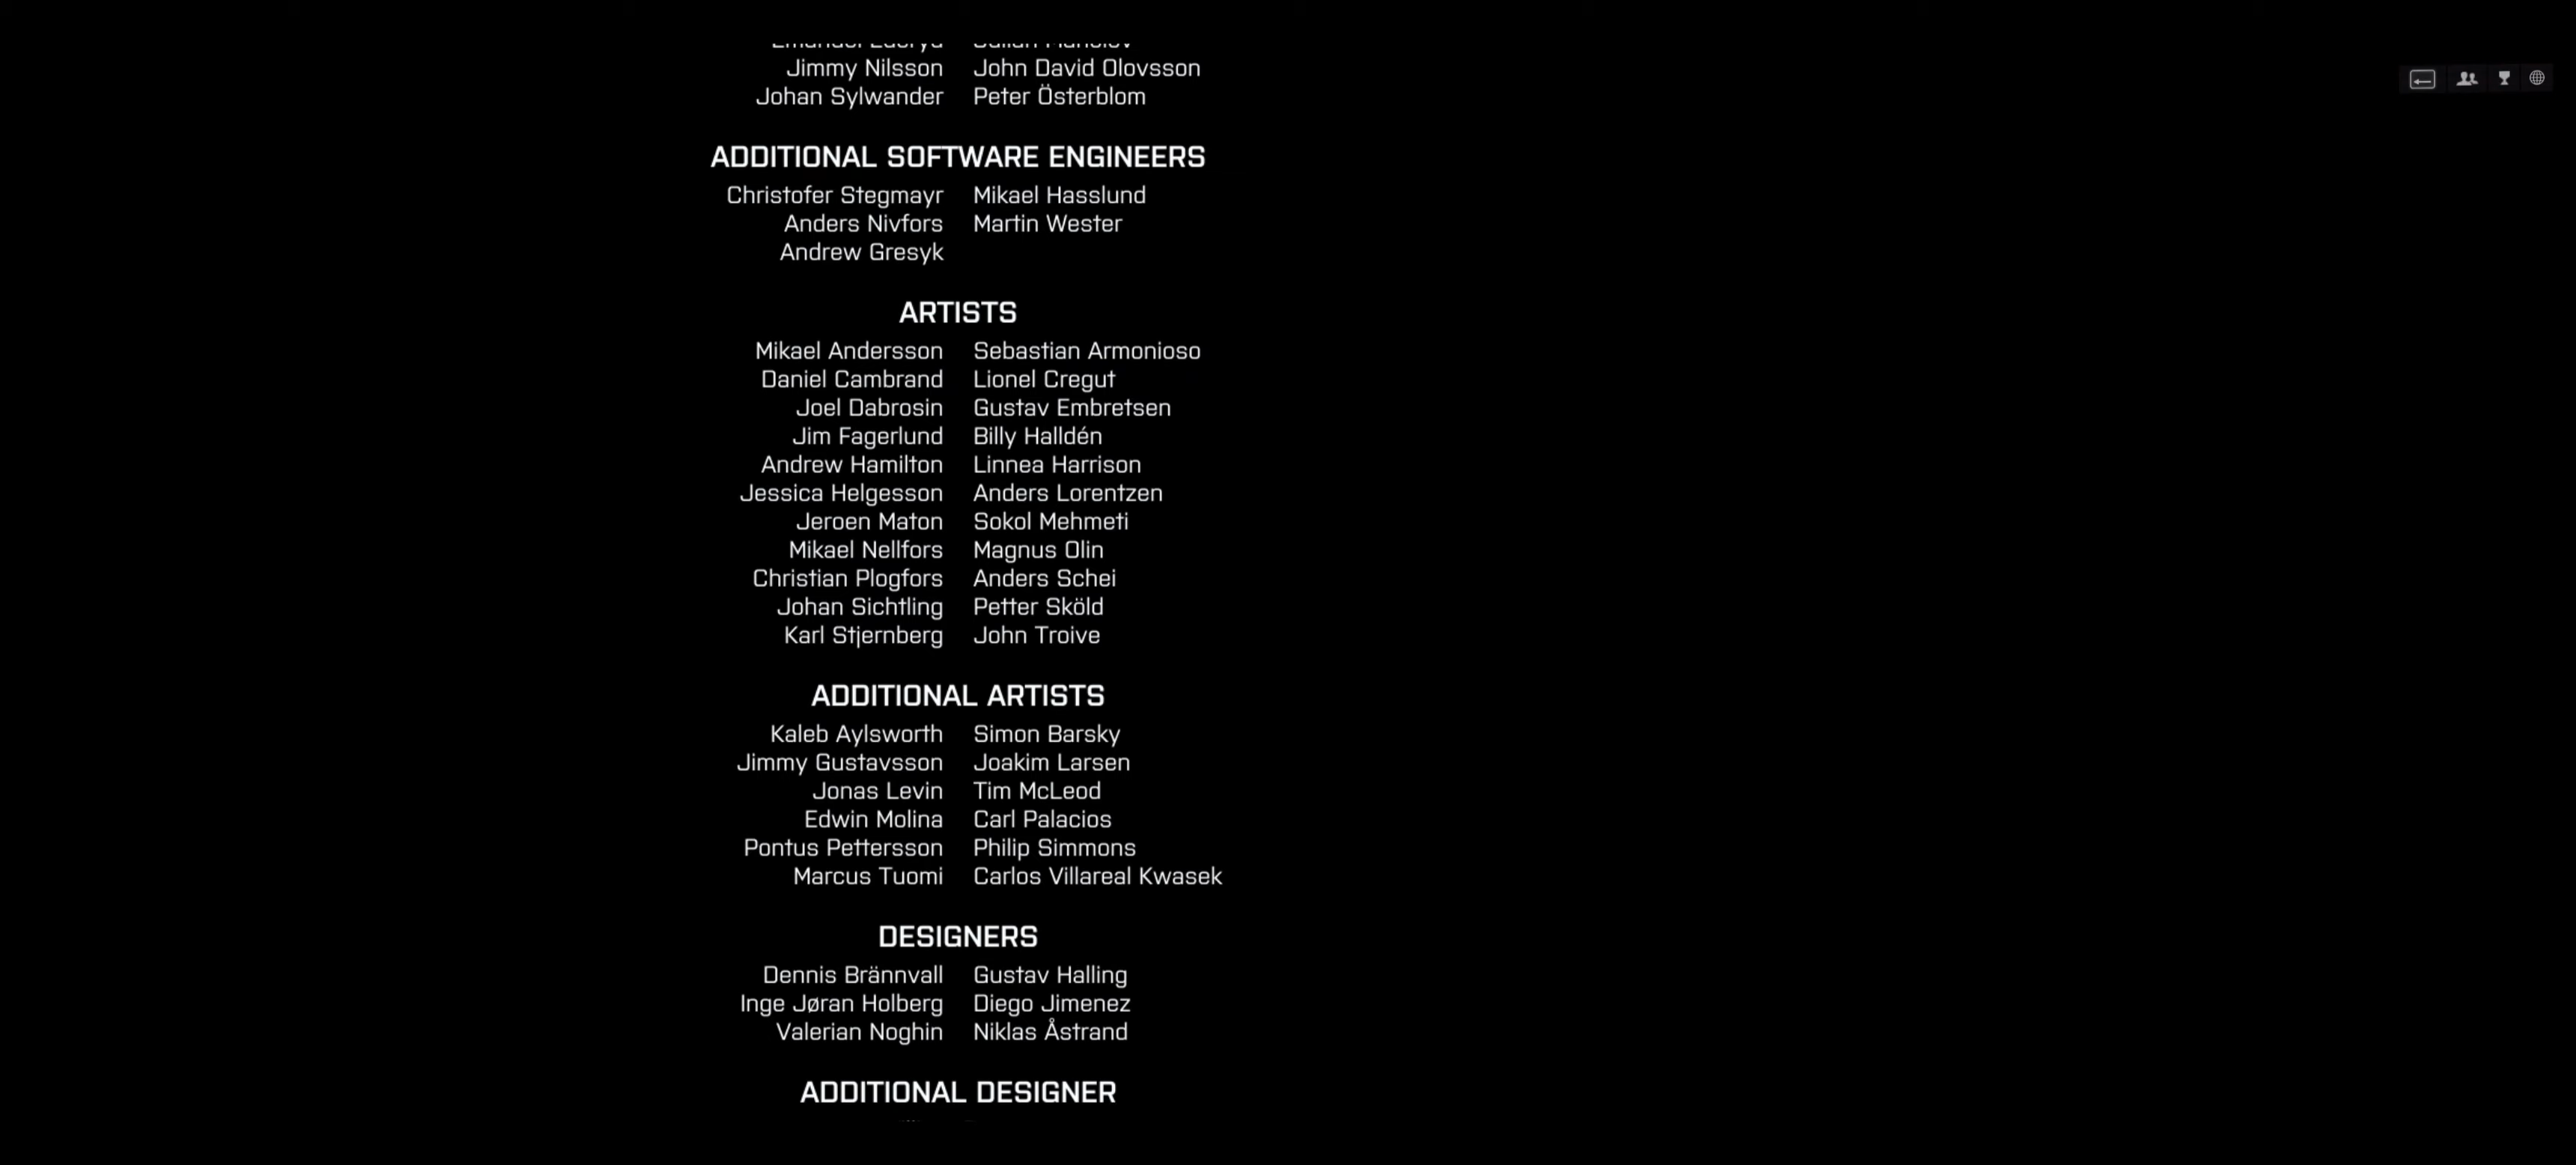 Jimmy Nilsson John David Olovsson
Johan Sylwander Peter Österblom
ADDITIONAL SOFTWARE ENGINEERS
Christofer Stegmayr Mikael Hasslund
Anders Nivfors Martin Wester
Andrew Gresyk
ARTISTS
Mikael Andersson Sebastian Armonioso
Daniel Cambrand Lionel Cregut
Joel Dabrosin Gustav Embretsen
Jim Fagerlund Billy Halldén
Andrew Hamilton Linnea Harrison
Jessica Helgesson Anders Lorentzen
Jeroen Maton Sokol Mehmeti
Mikael Nellfors Magnus Olin
Christian Plogfors Anders Schei
Johan Sichtling Petter Sköld
Karl Stjernberg John Troive
ADDITIONAL ARTISTS
Kaleb Aylsworth Simon Barsky
Jimmy Gustavsson Joakim Larsen
Jonas Levin Tim McLeod
Edwin Molina Carl Palacios
Pontus Pettersson Philip Simmons
Marcus Tuomi Carlos Villareal Kwasek
DESIGNERS
Dennis Brännvall Gustav Halling
Inge Jøran Holberg Diego Jimenez
Valerian Noghin Niklas Åstrand
ADDITIONAL DESIGNER